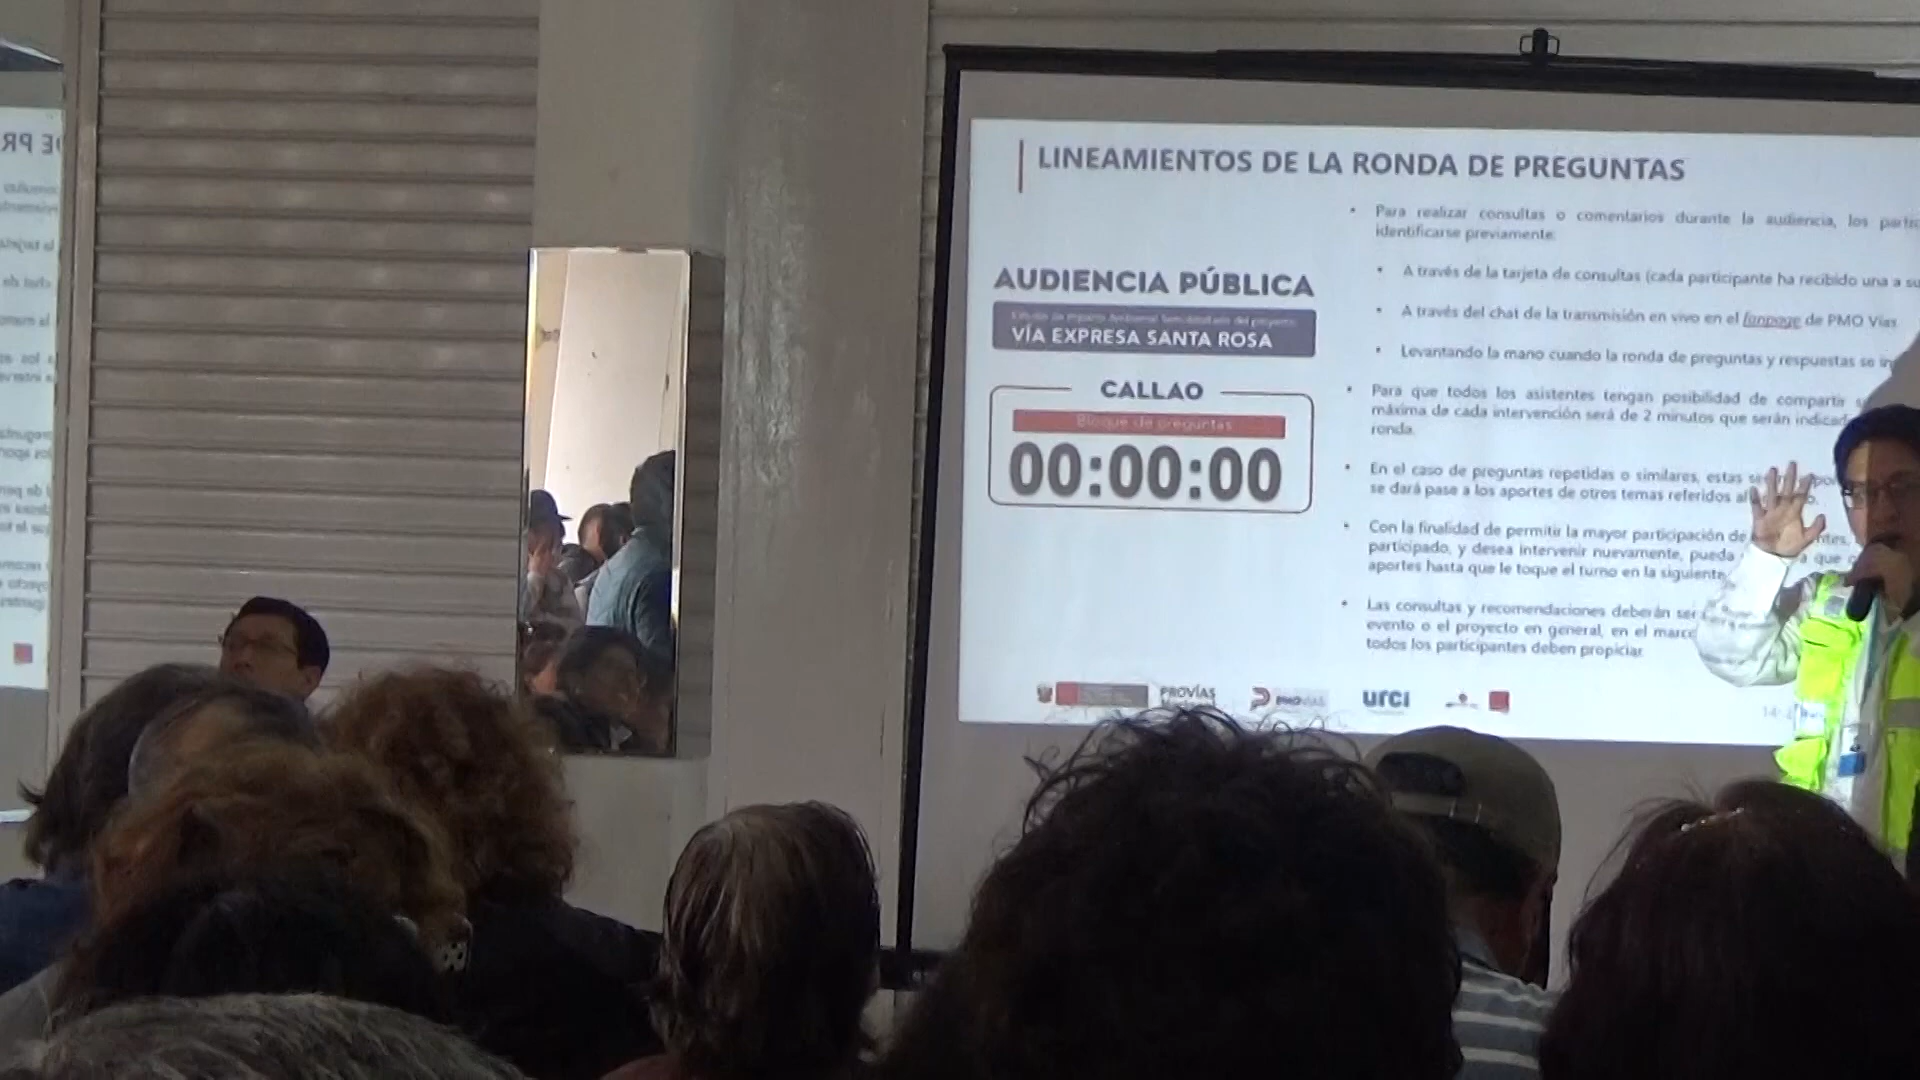 LINEAMIENTOS DE LA RONDA DE PREGUNTAS
AUDIENCIA PÚBLICA
VÍA EXPRESA SANTA ROSA
CALLAO
Bloque de preguntas
00:00:00
• Para realizar consultas o comentarios durante la audiencia, los
identificarse previamente:
• A través de la tarjeta de consultas (cada participante ha recibido una a su
• A través del chat de la transmisión en vivo en el fanpage de PMO Vías
• Levantando la mano cuando la ronda de preguntas y respuestas se
• Para que todos los asistentes tengan posibilidad de compartir
máxima de cada intervención será de 2 minutos que serán
ronda.
• En el caso de preguntas repetidas o similares, estas
se dará pase a los aportes de otros temas referidos
• Con la finalidad de permitir la mayor participación de
participado, y desea intervenir nuevamente, pueda a que
aportes hasta que le toque el turno en la siguiente
• Las consultas y recomendaciones deberán ser
evento o el proyecto en general, en el marco
todos los participantes deben propiciar.
PROVÍAS
urci